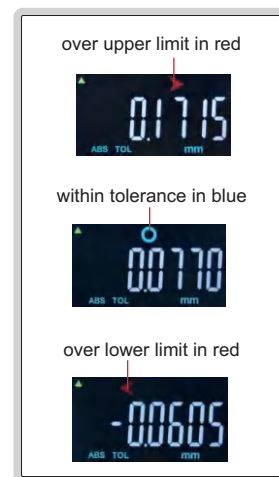 over upper limit in red
0.1715
ABS TOL mm
within tolerance in blue
0.0770
ABS TOL mm
over lower limit in red
-0.0605
ABS TOL mm